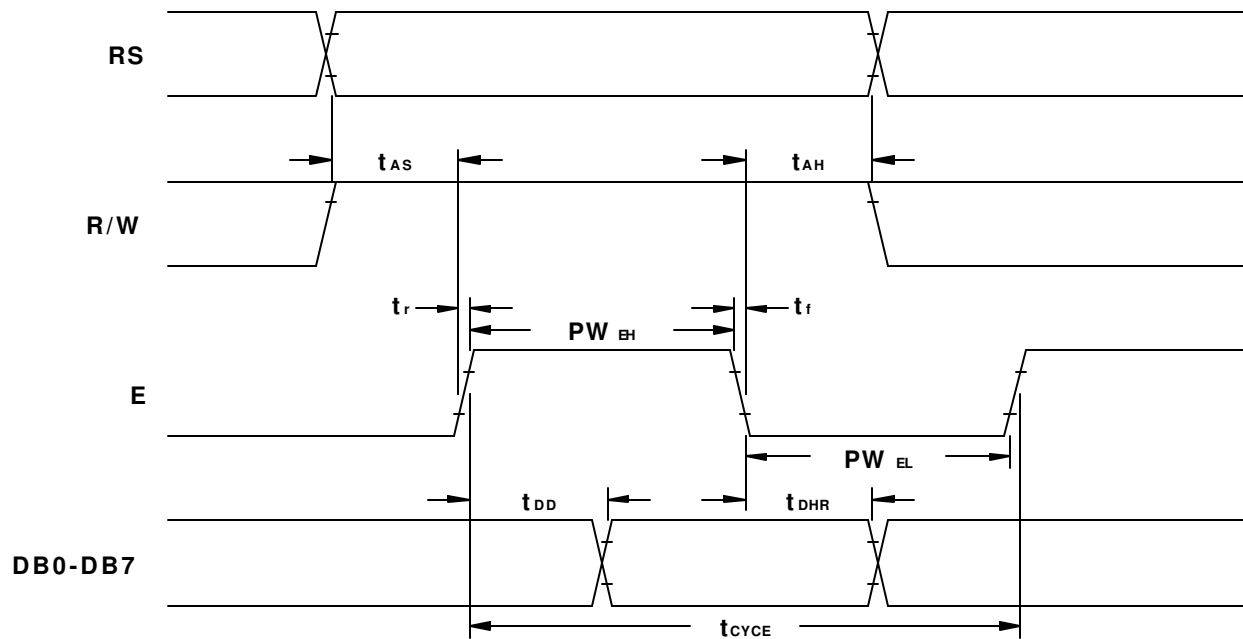 RS
tAS
tAH
R/W
tr
tf
PW EH
E
PW EL
tDD
tDHR
DB0-DB7
tCYCE